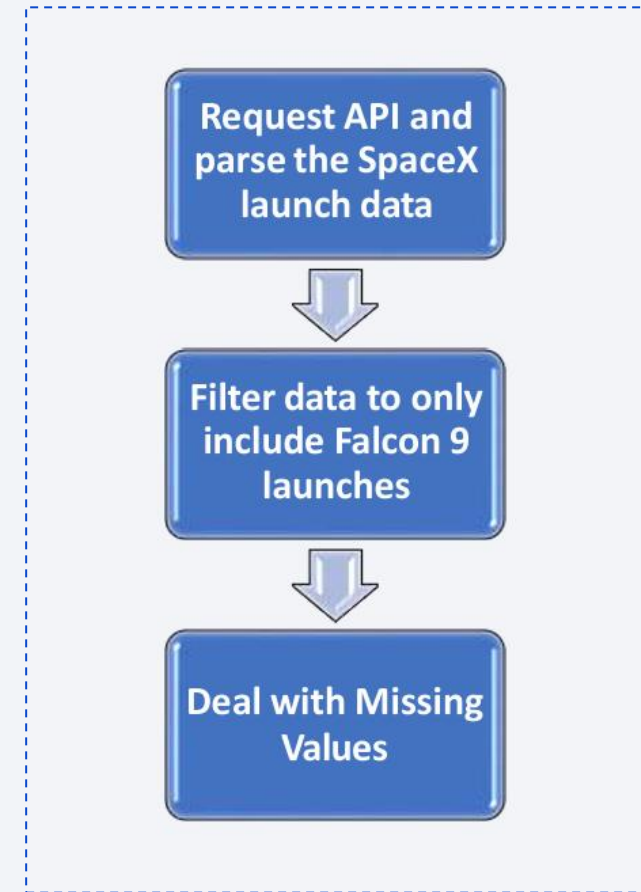 Request API and
parse the SpaceX
launch data
Filter data to only
include Falcon 9
launches
Deal with Missing
Values